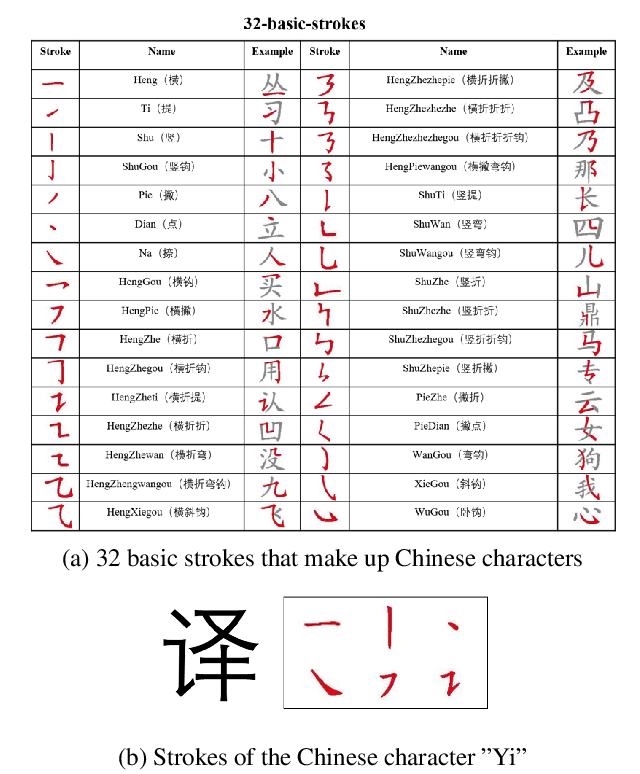 32-basic-strokes
Stroke Name Example Stroke Name Example
一 Heng（横） 丛 HengZhezhepie（横折折撇） 及
Ti（提） 习 HengZhezhezhe（横折折折） 凸
Shu（竖） 十 HengZhezhezhegou（横折折折钩） 乃
ShuGou（竖钩） 小 HengPiewangou（横撇弯钩） 那
Pie（撇） 八 ShuTi（竖提） 长
Dian（点） 立 ShuWan（竖弯） 四
Na（捺） 人 ShuWangou（竖弯钩） 儿
HengGou（横钩） 买 ShuZhe（竖折） 山
HengPie（横撇） 水 ShuZhezhe（竖折折） 鼎
HengZhe（横折） 口 ShuZhezhegou（竖折折钩） 马
HengZhegou（横折钩） 用 ShuZhepie（竖折撇） 专
HengZheti（横折提） 认 PieZhe（撇折） 云
HengZhezhe（横折折） 凹 PieDian（撇点） 女
HengZhewan（横折弯） 没 WanGou（弯钩） 狗
HengZhengwangou（横折弯钩） 九 XieGou（斜钩） 我
HengXiegou（横斜钩） 飞 WoGou（卧钩） 心
(a) 32 basic strokes that make up Chinese characters
译
(b) Strokes of the Chinese character ”Yi”